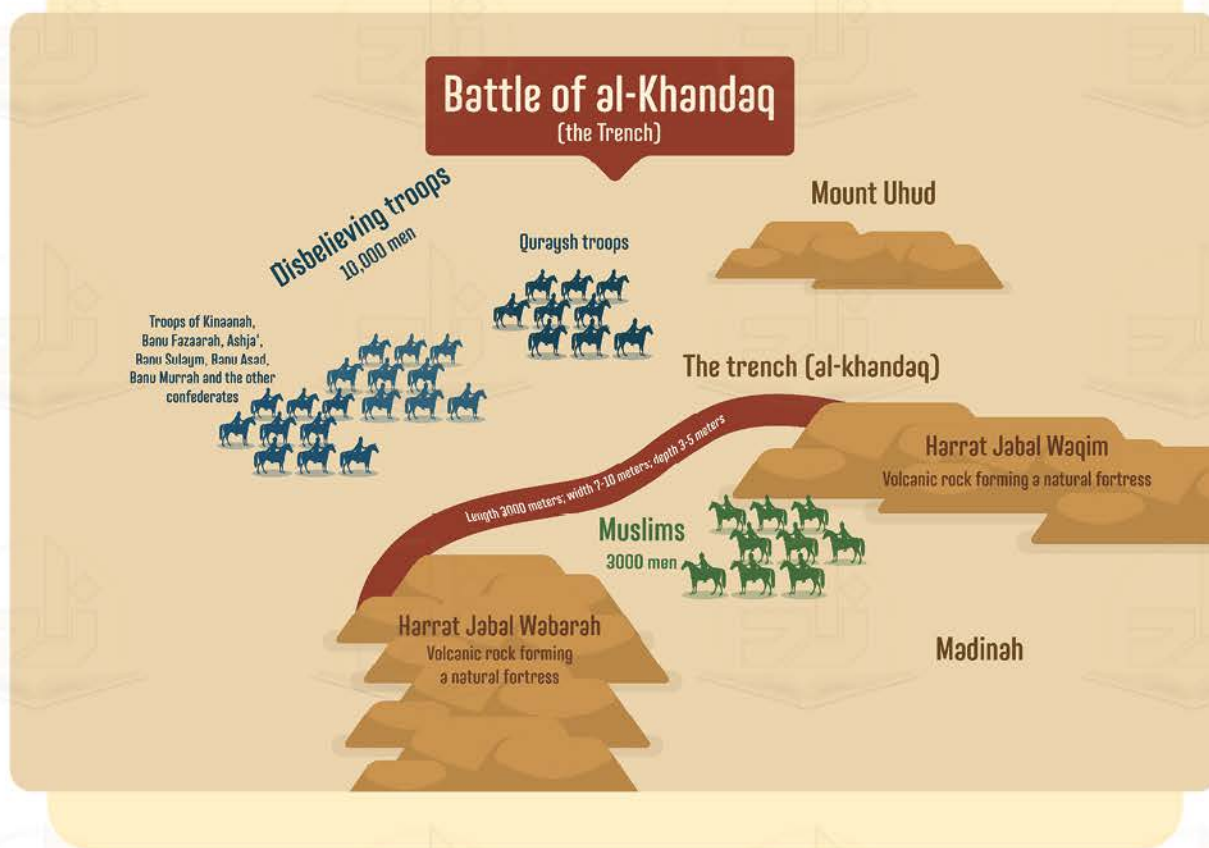 Battle of al-Khandaq
(the Trench)
Mount Uhud
Disbelieving troops
10,000 men
Quraysh troops
Troops of Kinaanah,
Banu Fazaarah, Ashja',
Banu Sulaym, Banu Asad,
Banu Murrah and the other
confederates
The trench (al-khandaq)
Length 3000 meters; width 7-10 meters; depth 3-5 meters
Harrat Jabal Waqim
Volcanic rock forming a natural fortress
Muslims
3000 men
Harrat Jabal Wabarah
Volcanic rock forming
a natural fortress
Madinah